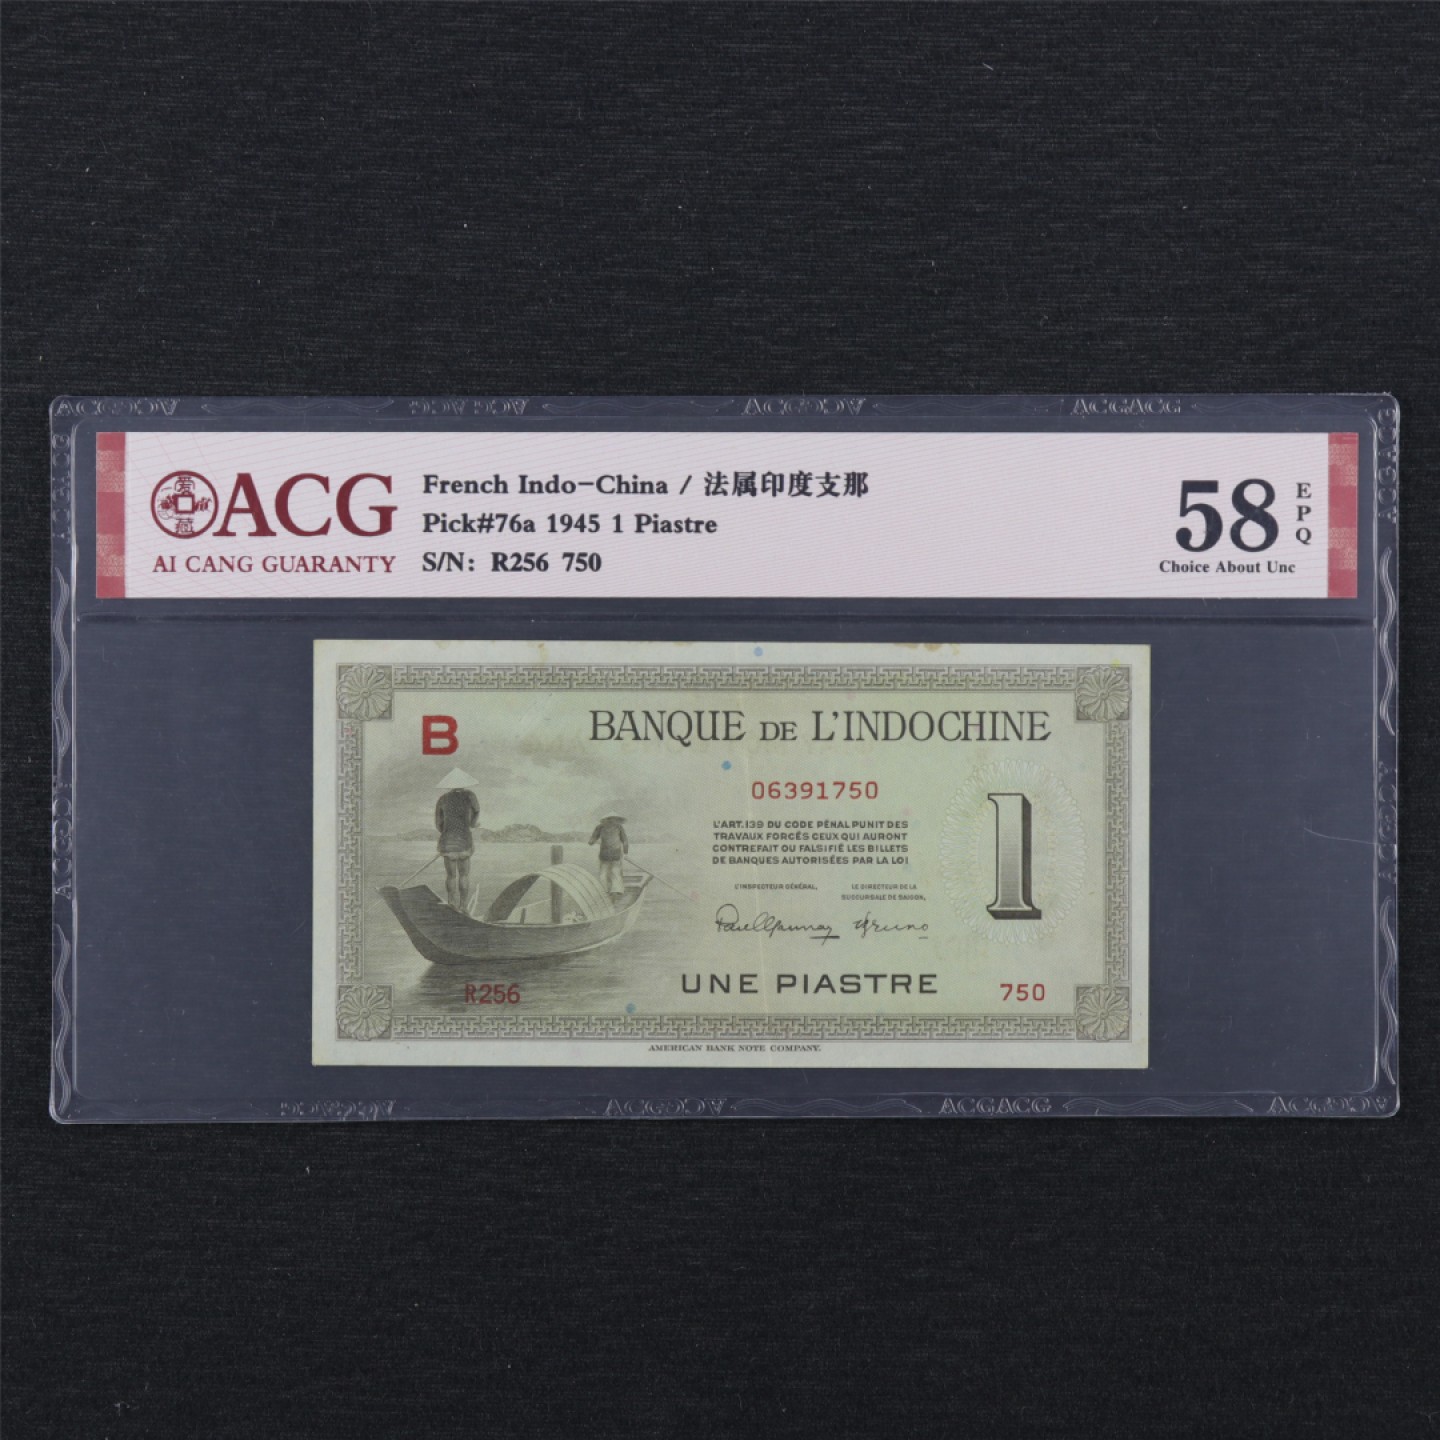 爱藏
ACG
AI CANG GUARANTY
French Indo-China / 法属印度支那
Pick#76a 1945 1 Piastre
S/N: R256 750
58 EPQ
Choice About Unc
B
BANQUE DE L'INDOCHINE
06391750
L'ART.139 DU CODE PÉNAL PUNIT DES
TRAVAUX FORCÉS CEUX QUI AURONT
CONTREFAIT OU FALSIFIÉ LES BILLETS
DE BANQUES AUTORISÉES PAR LA LOI
L'INSPECTEUR GÉNÉRAL,
LE DIRECTEUR DE LA
SUCCURSALE DE SAIGON,
1
UNE PIASTRE
R256
750
AMERICAN BANK NOTE COMPANY.